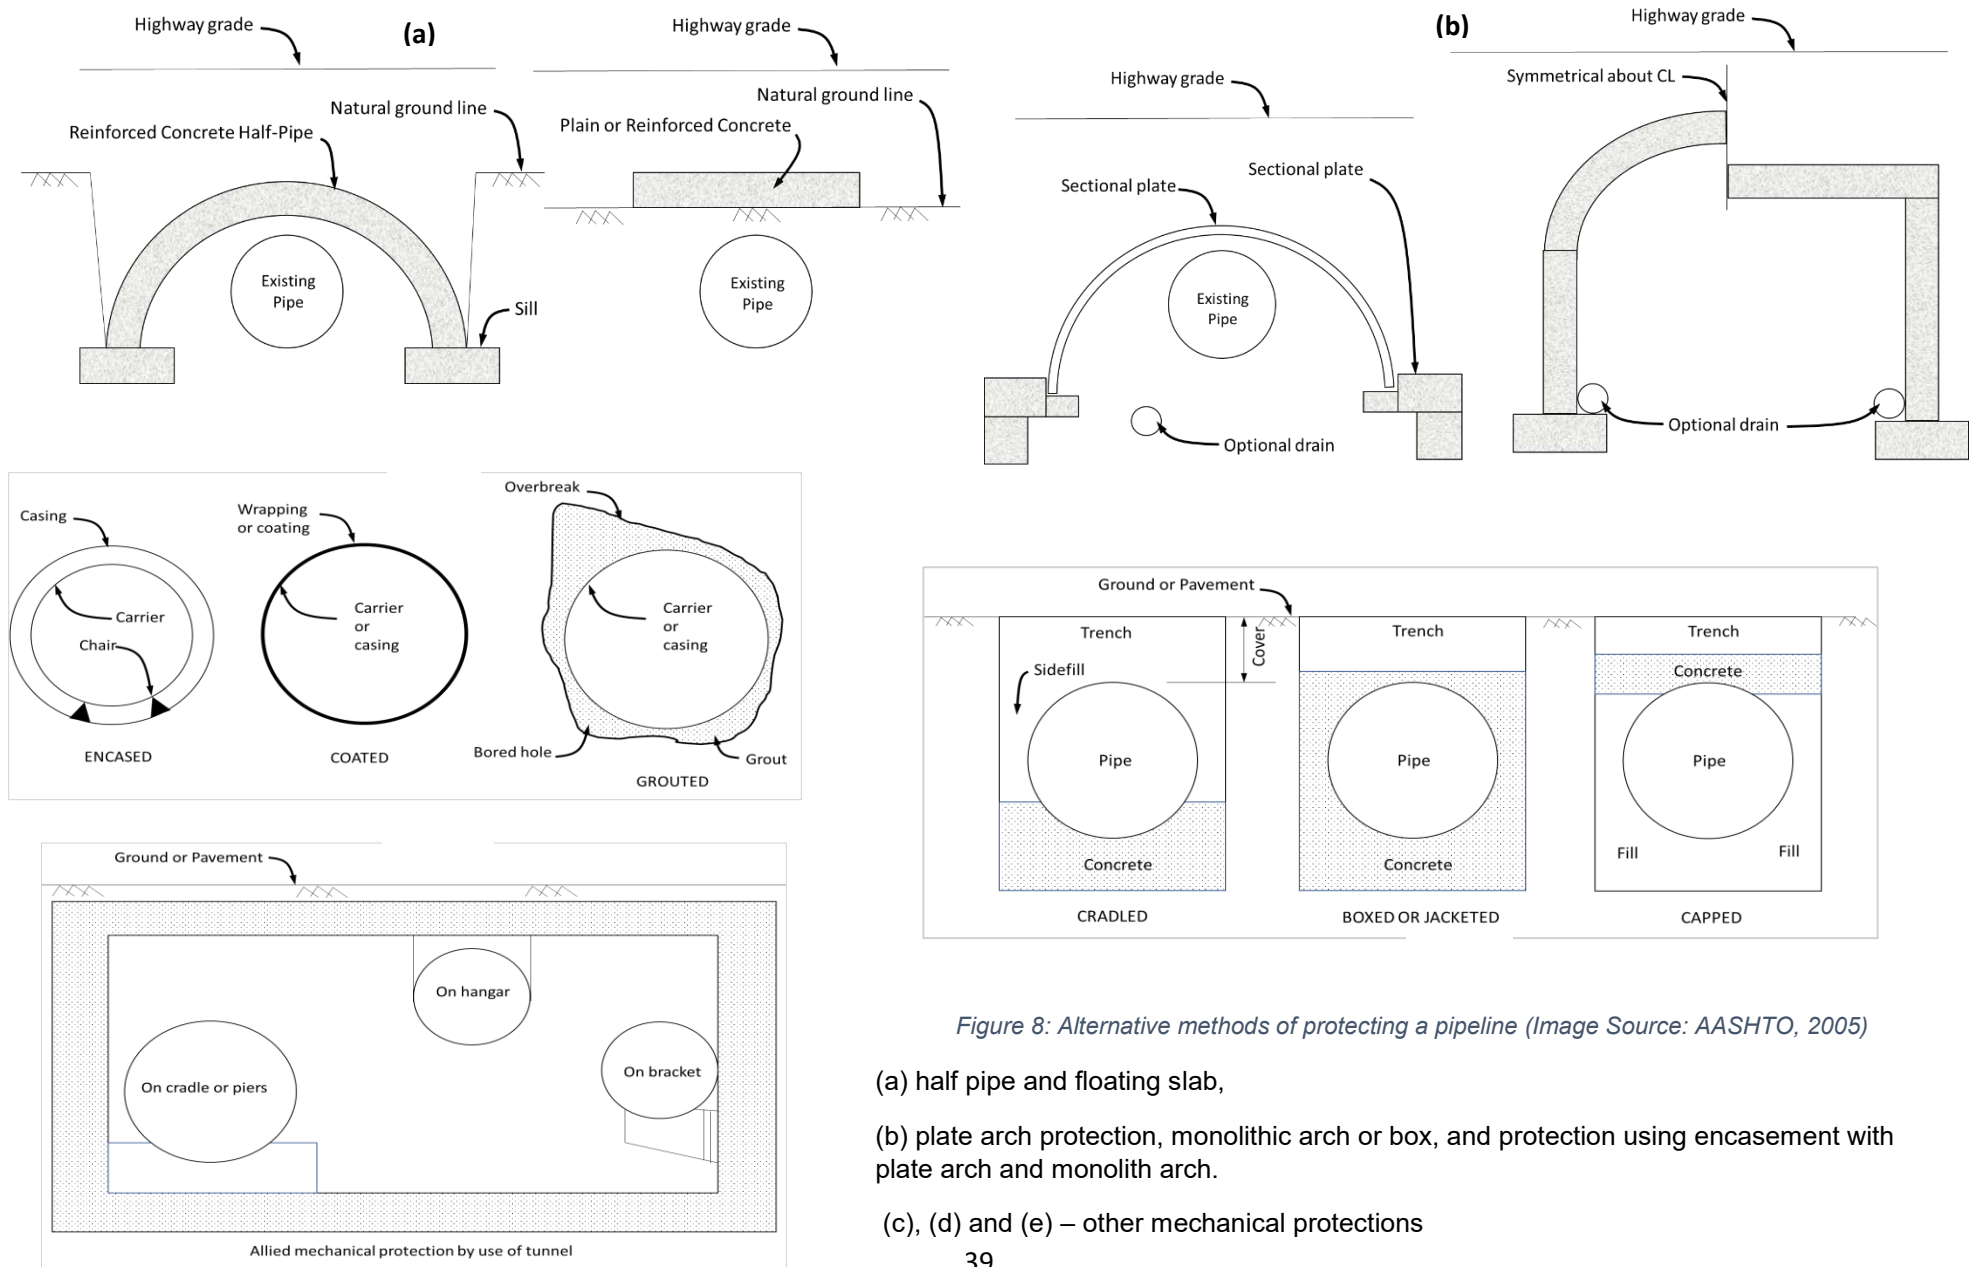 (a)
Highway grade
Natural ground line
Reinforced Concrete Half-Pipe
Existing
Pipe
Sill
Highway grade
Natural ground line
Plain or Reinforced Concrete
Existing
Pipe
(b)
Highway grade
Sectional plate
Sectional plate
Existing
Pipe
Optional drain
Highway grade
Symmetrical about CL
Optional drain
Casing
Carrier
Chair
ENCASED
Wrapping
or coating
Carrier
or
casing
COATED
Overbreak
Carrier
or
casing
Bored hole
Grout
GROUTED
Ground or Pavement
Trench
Cover
Sidefill
Pipe
Concrete
CRADLED
Trench
Pipe
Concrete
BOXED OR JACKETED
Trench
Concrete
Pipe
Fill
Fill
CAPPED
Ground or Pavement
On hangar
On cradle or piers
On bracket
Allied mechanical protection by use of tunnel
Figure 8: Alternative methods of protecting a pipeline (Image Source: AASHTO, 2005)
(a) half pipe and floating slab,
(b) plate arch protection, monolithic arch or box, and protection using encasement with
plate arch and monolith arch.
(c), (d) and (e) – other mechanical protections
39